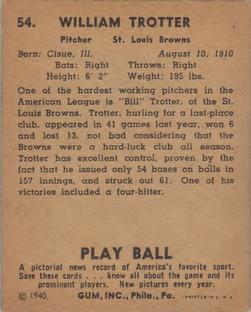 54. WILLIAM TROTTER
Pitcher St. Louis Browns
Born: Cisue, Ill. August 10, 1910
Bats: Right Throws: Right
Height: 6' 2" Weight: 195 lbs.
One of the hardest working pitchers in the
American League is "Bill" Trotter, of the St.
Louis Browns. Trotter, hurling for a last-place
club, appeared in 41 games last year, won 6
and lost 13, not bad considering that the
Browns were a hard-luck club all season.
Trotter has excellent control, proven by the
fact that he issued only 54 bases on balls in
157 innings, and struck out 61. One of his
victories included a four-hitter.
PLAY BALL
A pictorial news record of America's favorite sport.
Save these cards . . . know all about the game and its
prominent players. New pictures every year.
© 1940, GUM, INC., Phila., Pa. PRINTED IN U. S. A.